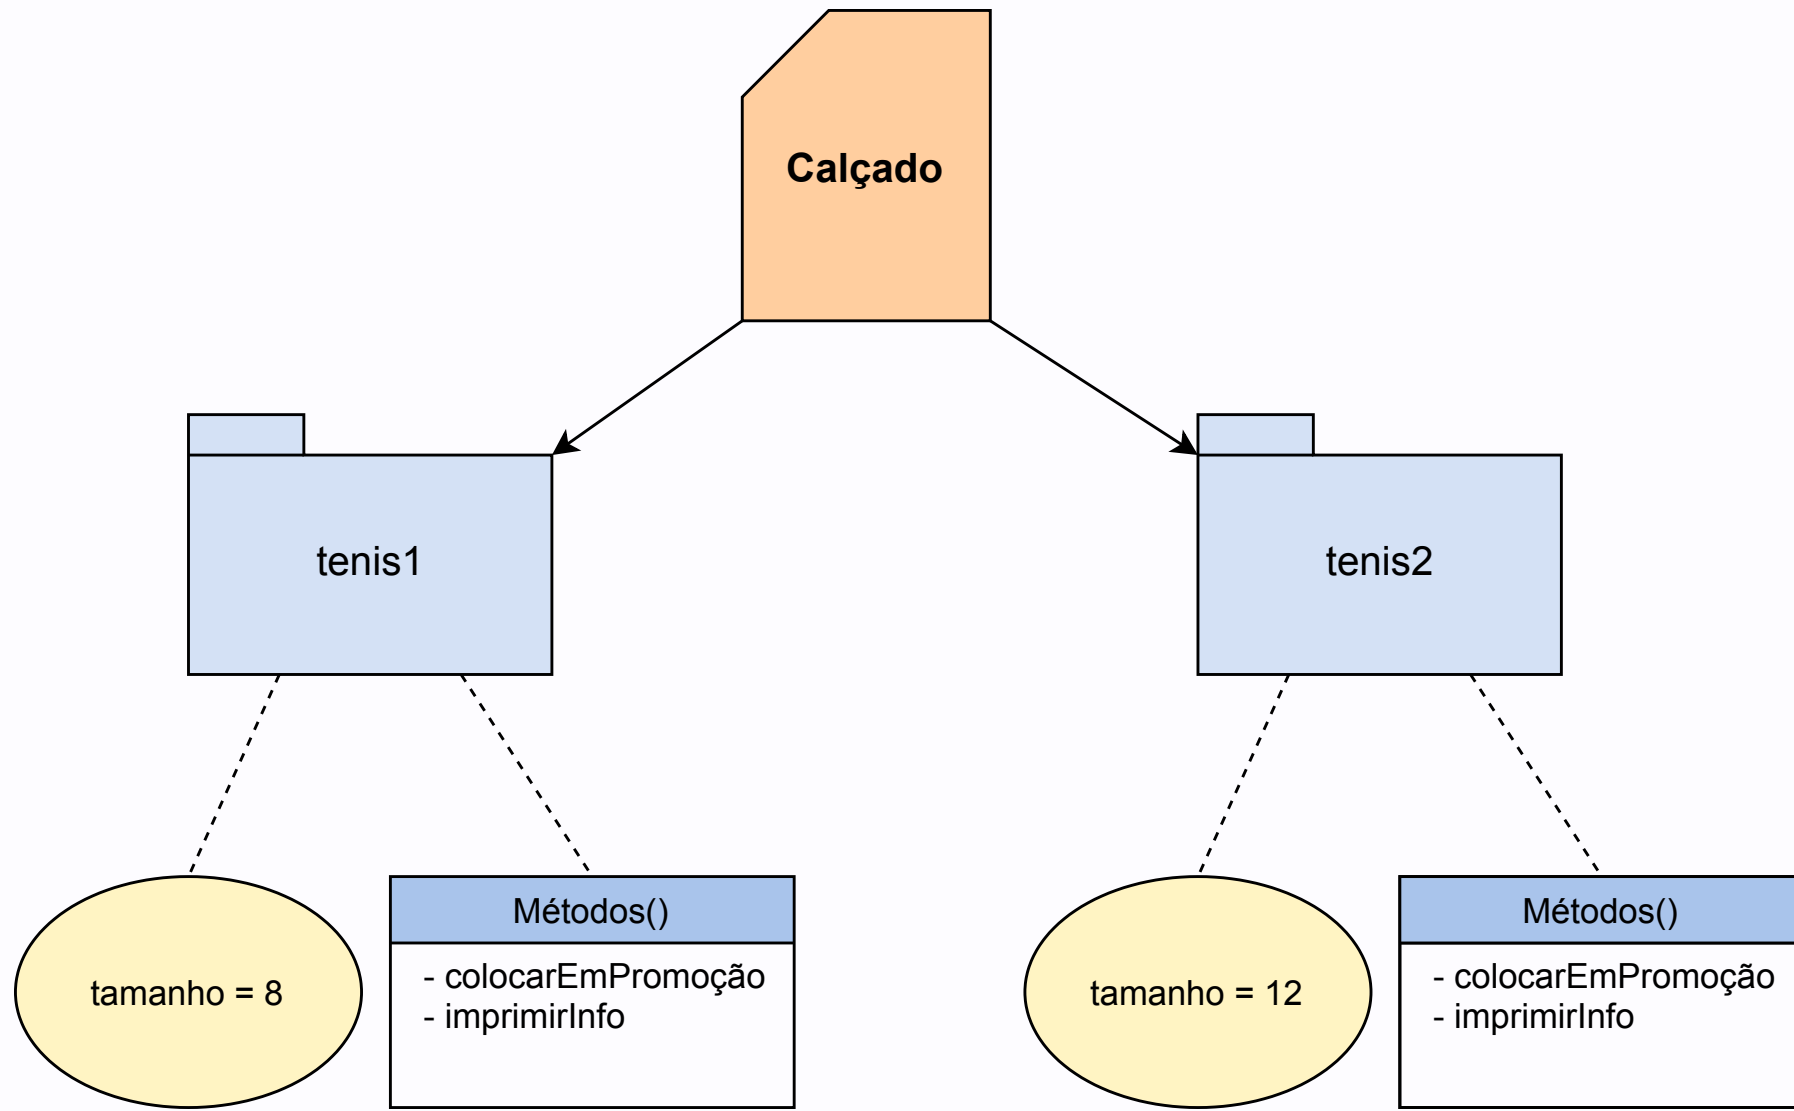 Calçado
tenis1
tenis2
tamanho = 8
Métodos()
- colocarEmPromoção
- imprimirInfo
tamanho = 12
Métodos()
- colocarEmPromoção
- imprimirInfo